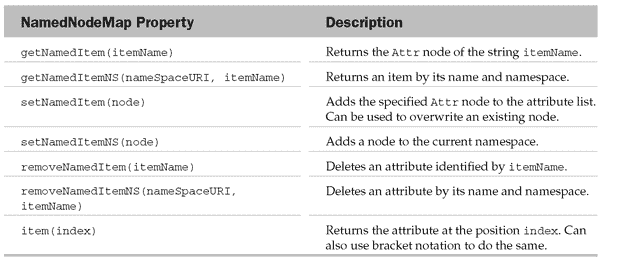 NamedNodeMap Property Description
getNamedItem(itemName) Returns the Attr node of the string itemName.
getNamedItemNS(nameSpaceURI, itemName) Returns an item by its name and namespace.
setNamedItem(node) Adds the specified Attr node to the attribute list.
Can be used to overwrite an existing node.
setNamedItemNS(node) Adds a node to the current namespace.
removeNamedItem(itemName) Deletes an attribute identified by itemName.
removeNamedItemNS(nameSpaceURI, Deletes an attribute by its name and namespace.
itemName)
item(index) Returns the attribute at the position index. Can
also use bracket notation to do the same.